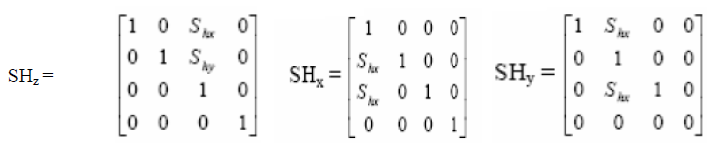 SHz = [1 0 Shx 0
0 1 Shy 0
0 0 1 0
0 0 0 1]
SHx = [1 0 0 0
Shx 1 0 0
Shx 0 1 0
0 0 0 1]
SHy = [1 Shx 0 0
0 1 0 0
0 Shx 1 0
0 0 0 0]